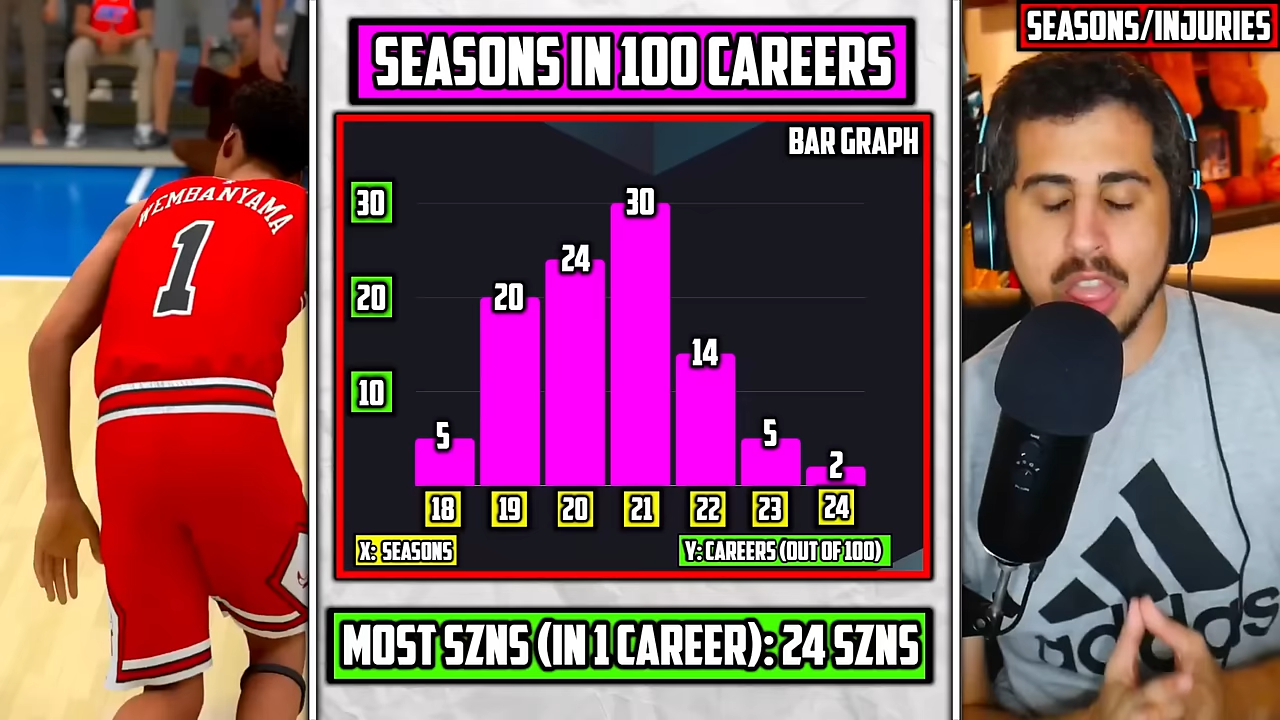 SEASONS/INJURIES
SEASONS IN 100 CAREERS
BAR GRAPH
30
20
10
5
20
24
30
14
5
2
18
19
20
21
22
23
24
X: SEASONS
Y: CAREERS (OUT OF 100)
MOST SZNS (IN 1 CAREER): 24 SZNS
WEMBANYAMA
1
adidas